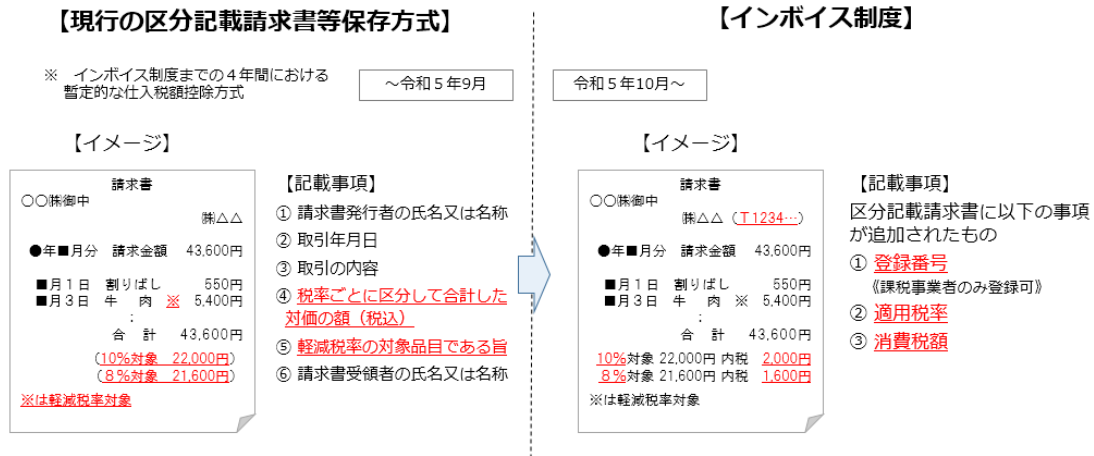 【現行の区分記載請求書等保存方式】
※　インボイス制度までの４年間における
暫定的な仕入税額控除方式
～令和５年9月
【イメージ】
請求書
○○㈱御中
㈱△△
●年■月分　請求金額　43,600円
■月１日　割りばし　550円
■月３日　牛　肉　※　5,400円
：
合　計　43,600円
（10％対象　22,000円）
（８％対象　21,600円）
※は軽減税率対象
【記載事項】
① 請求書発行者の氏名又は名称
② 取引年月日
③ 取引の内容
④ 税率ごとに区分して合計した
対価の額（税込）
⑤ 軽減税率の対象品目である旨
⑥ 請求書受領者の氏名又は名称
【インボイス制度】
令和５年10月～
【イメージ】
請求書
○○㈱御中
㈱△△（T1234…）
●年■月分　請求金額　43,600円
■月１日　割りばし　550円
■月３日　牛　肉　※　5,400円
：
合　計　43,600円
10％対象 22,000円 内税　2,000円
８％対象 21,600円 内税　1,600円
※は軽減税率対象
【記載事項】
区分記載請求書に以下の事項
が追加されたもの
① 登録番号
《課税事業者のみ登録可》
② 適用税率
③ 消費税額